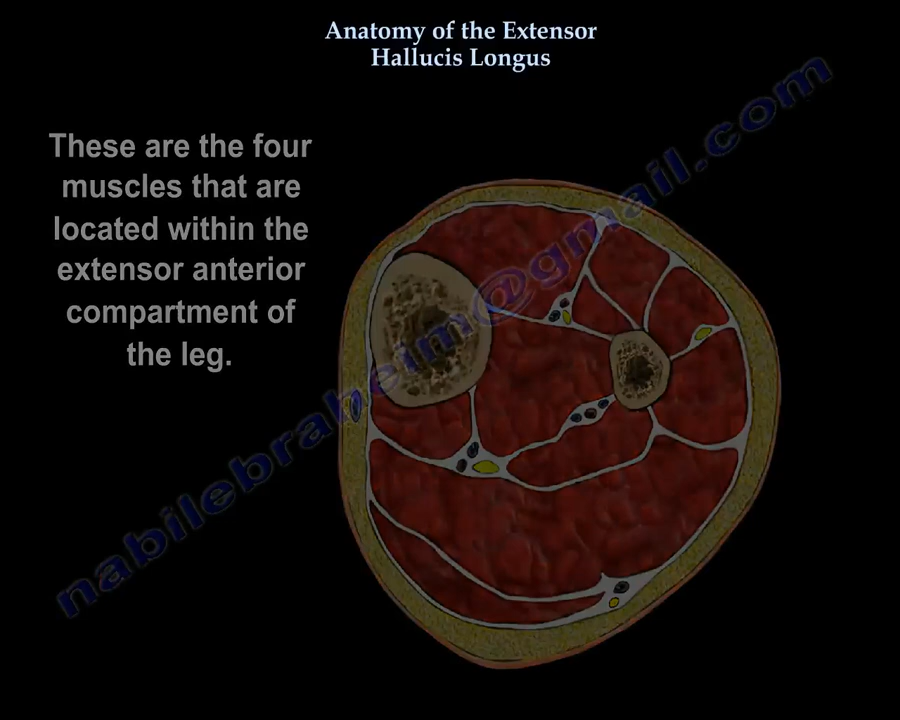 Anatomy of the Extensor
Hallucis Longus
These are the four
muscles that are
located within the
extensor anterior
compartment of
the leg.
nabilebraheim@gmail.com